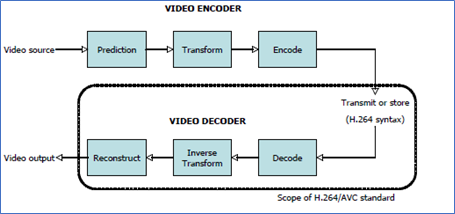 VIDEO ENCODER
Video source
Prediction
Transform
Encode
Transmit or store
(H.264 syntax)
VIDEO DECODER
Video output
Reconstruct
Inverse
Transform
Decode
Scope of H.264/AVC standard